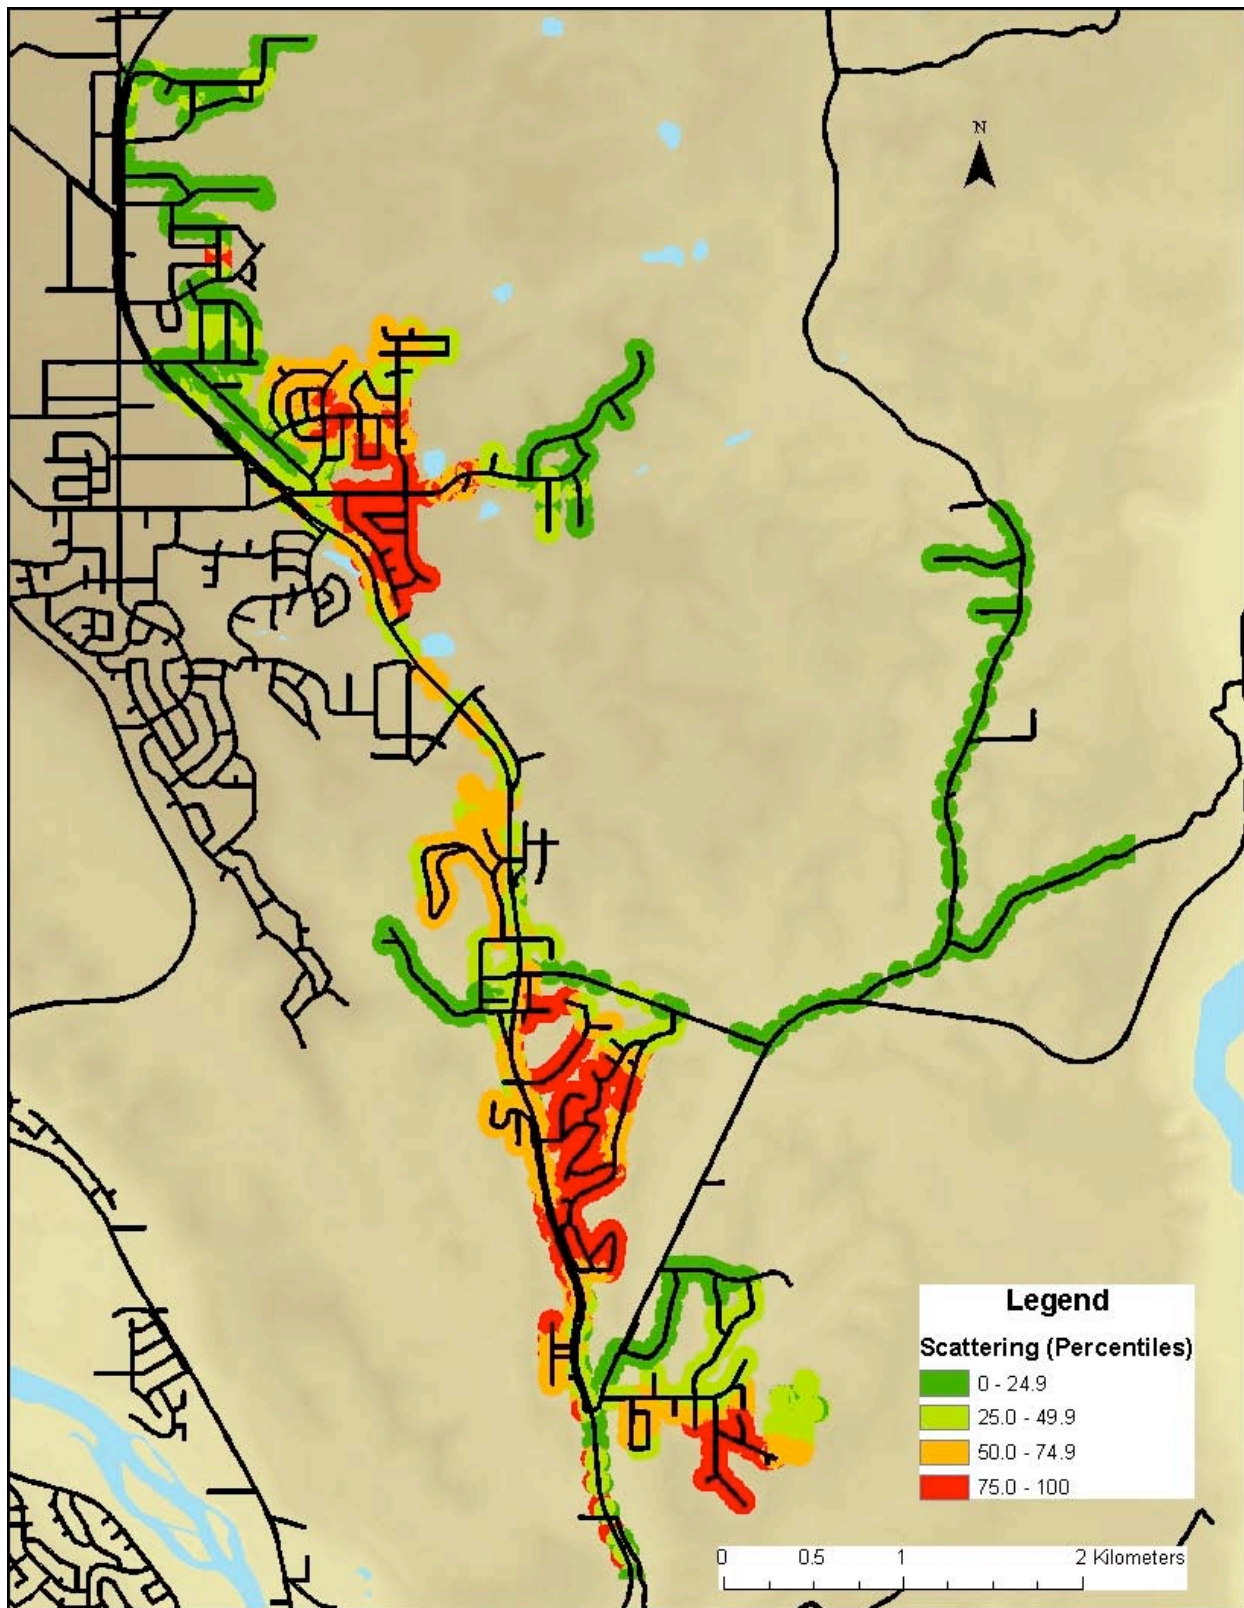 N
Legend
Scattering (Percentiles)
0 - 24.9
25.0 - 49.9
50.0 - 74.9
75.0 - 100
0 0.5 1 2 Kilometers